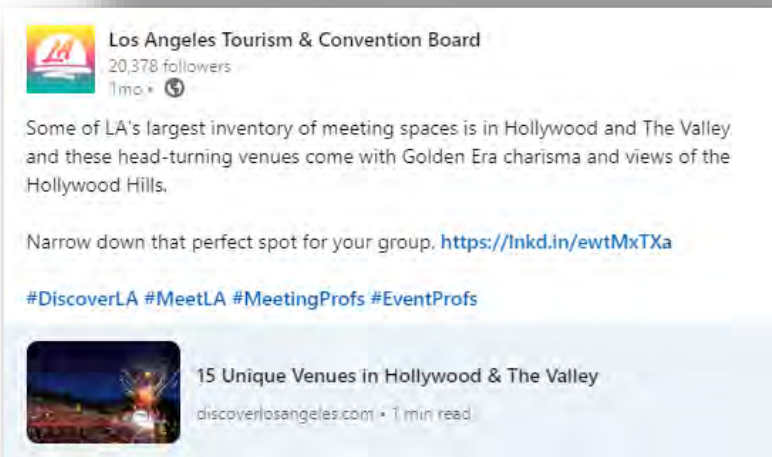 LA
Los Angeles Tourism & Convention Board
20,378 followers
1mo •
Some of LA's largest inventory of meeting spaces is in Hollywood and The Valley
and these head-turning venues come with Golden Era charisma and views of the
Hollywood Hills.
Narrow down that perfect spot for your group. https://lnkd.in/ewtMxTXa
#DiscoverLA #MeetLA #MeetingProfs #EventProfs
15 Unique Venues in Hollywood & The Valley
discoverlosangeles.com • 1 min read